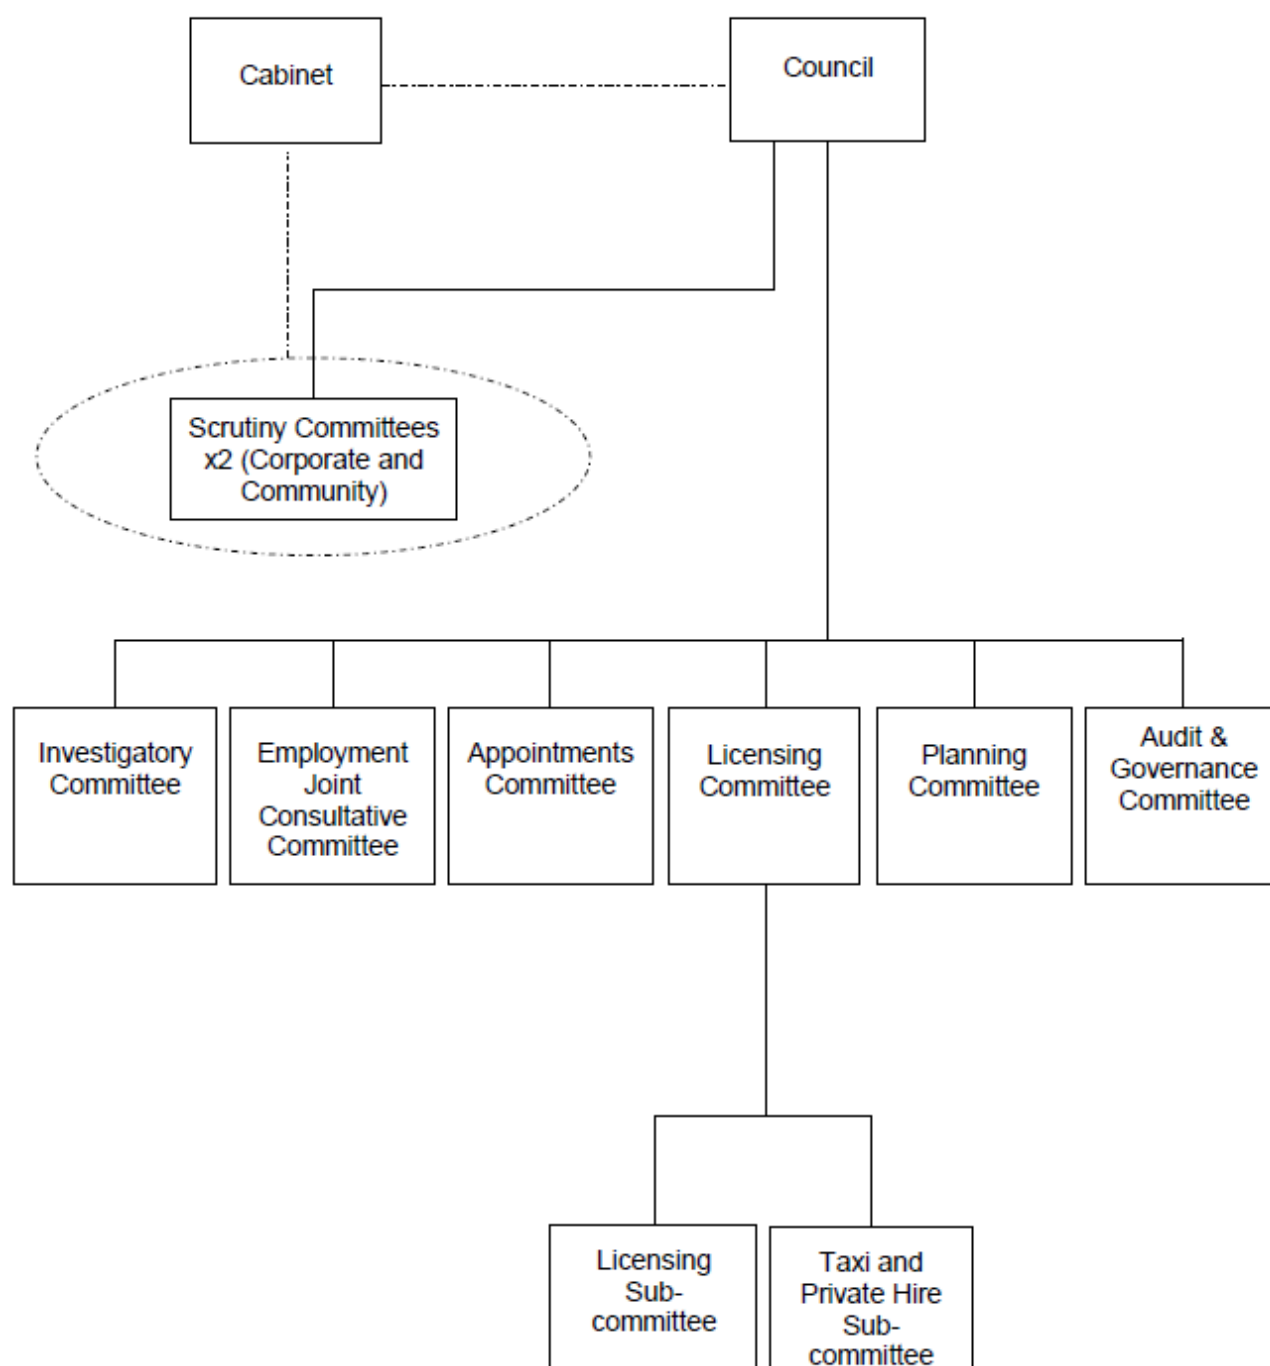 Cabinet
Council
Scrutiny Committees
x2 (Corporate and
Community)
Investigatory
Committee
Employment
Joint
Consultative
Committee
Appointments
Committee
Licensing
Committee
Planning
Committee
Audit &
Governance
Committee
Licensing
Sub-
committee
Taxi and
Private Hire
Sub-
committee